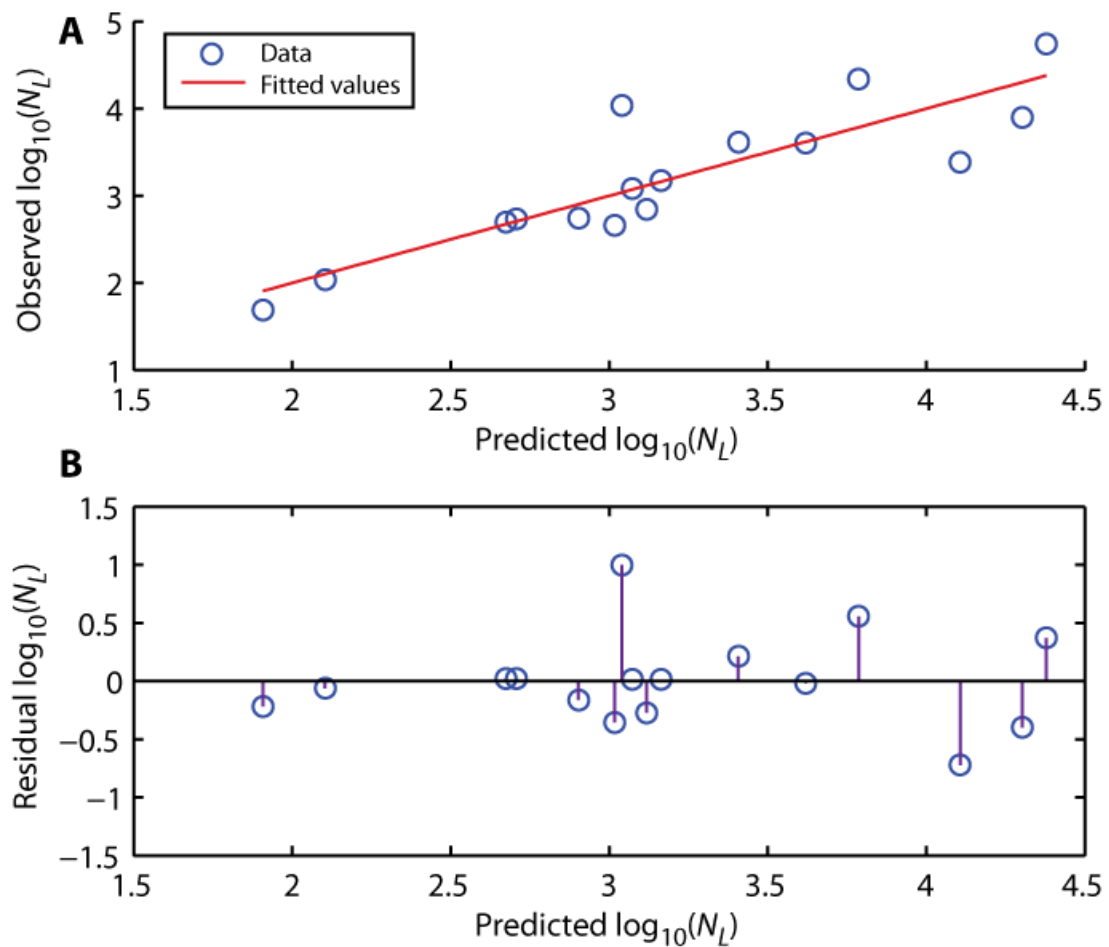 A
Data
Fitted values
Observed log10(NL)
5
4
3
2
1
1.5 2 2.5 3 3.5 4 4.5
Predicted log10(NL)
B
Residual log10(NL)
1.5
1
0.5
0
−0.5
−1
−1.5
1.5 2 2.5 3 3.5 4 4.5
Predicted log10(NL)